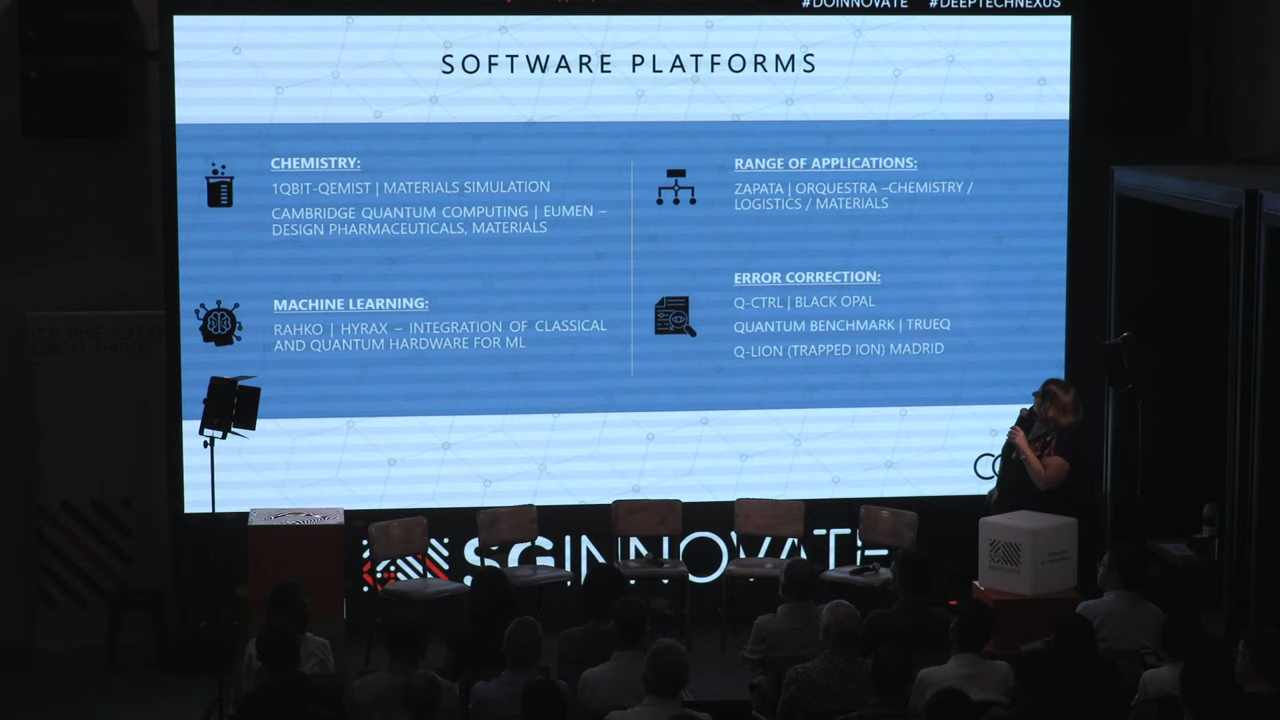 #DOINNOVATE #DEEPTECHNEXUS
SOFTWARE PLATFORMS
CHEMISTRY:
1QBIT-QEMIST | MATERIALS SIMULATION
CAMBRIDGE QUANTUM COMPUTING | EUMEN –
DESIGN PHARMACEUTICALS, MATERIALS
MACHINE LEARNING:
RAHKO | HYRAX – INTEGRATION OF CLASSICAL
AND QUANTUM HARDWARE FOR ML
RANGE OF APPLICATIONS:
ZAPATA | ORQUESTRA –CHEMISTRY /
LOGISTICS / MATERIALS
ERROR CORRECTION:
Q-CTRL | BLACK OPAL
QUANTUM BENCHMARK | TRUEQ
Q-LION (TRAPPED ION) MADRID
SGINNOVATE
SGINNOVATE